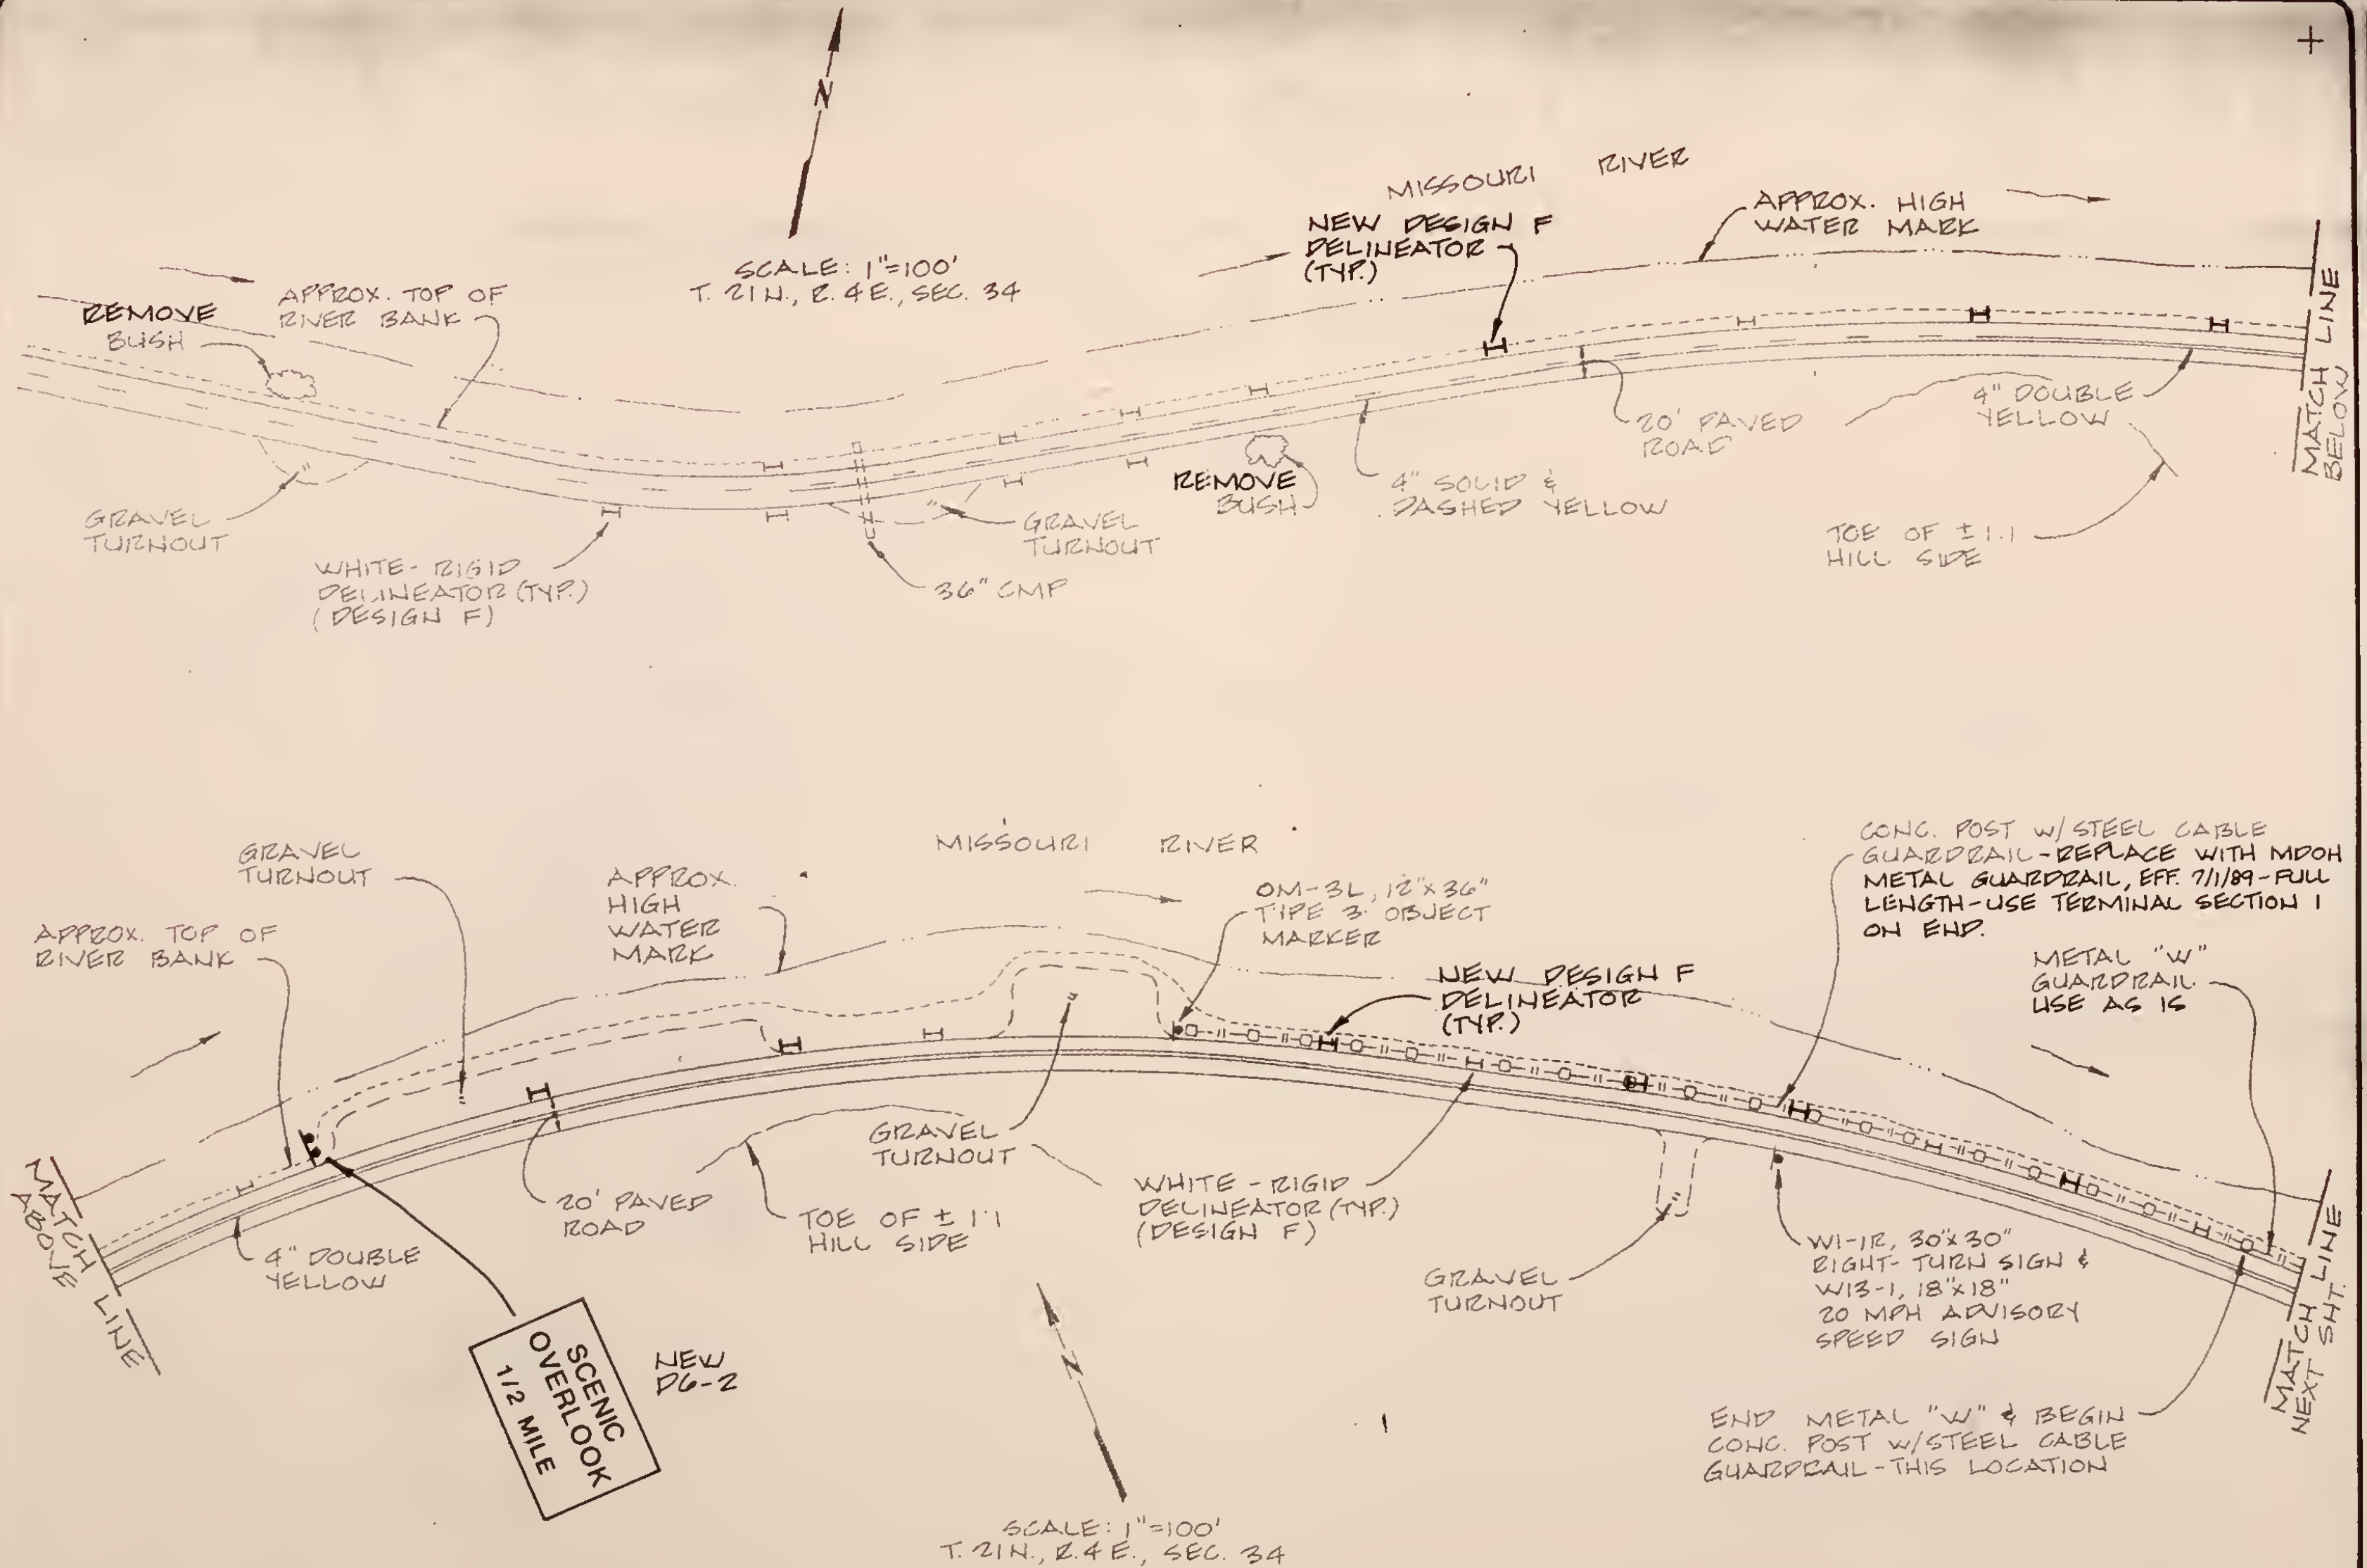 N
SCALE: 1"=100'
T. 21N., R. 4E., SEC. 34
MISSOURI RIVER
NEW DESIGN F
DELINEATOR
(TYP.)
APPROX. HIGH
WATER MARK
REMOVE
BUSH
APPROX. TOP OF
RIVER BANK
MATCH LINE
BELOW
4" DOUBLE
YELLOW
20' PAVED
ROAD
REMOVE
BUSH
4" SOLID &
DASHED YELLOW
GRAVEL
TURNOUT
GRAVEL
TURNOUT
TOE OF ± 1:1
HILL SIDE
WHITE - RIGID
DELINEATOR (TYP.)
(DESIGN F)
36" CMP
MISSOURI RIVER
GRAVEL
TURNOUT
APPROX.
HIGH
WATER
MARK
OM-3L, 12"x36"
TYPE 3 OBJECT
MARKER
CONC. POST W/STEEL CABLE
GUARDRAIL-REPLACE WITH MDOH
METAL GUARDRAIL, EFF. 7/1/89-FULL
LENGTH-USE TERMINAL SECTION 1
ON END.
APPROX. TOP OF
RIVER BANK
METAL "W"
GUARDRAIL
USE AS IS
NEW DESIGN F
DELINEATOR
(TYP.)
MATCH LINE
ABOVE
20' PAVED
ROAD
TOE OF ± 1:1
HILL SIDE
GRAVEL
TURNOUT
WHITE - RIGID
DELINEATOR (TYP.)
(DESIGN F)
4" DOUBLE
YELLOW
GRAVEL
TURNOUT
W1-1R, 30"x30"
RIGHT-TURN SIGN &
W13-1, 18"x18"
20 MPH ADVISORY
SPEED SIGN
MATCH LINE
NEXT SHT.
SCENIC
OVERLOOK
1/2 MILE
NEW
D6-2
N
END METAL "W" & BEGIN
CONC. POST W/STEEL CABLE
GUARDRAIL-THIS LOCATION
SCALE: 1"=100'
T. 21N., R. 4E., SEC. 34